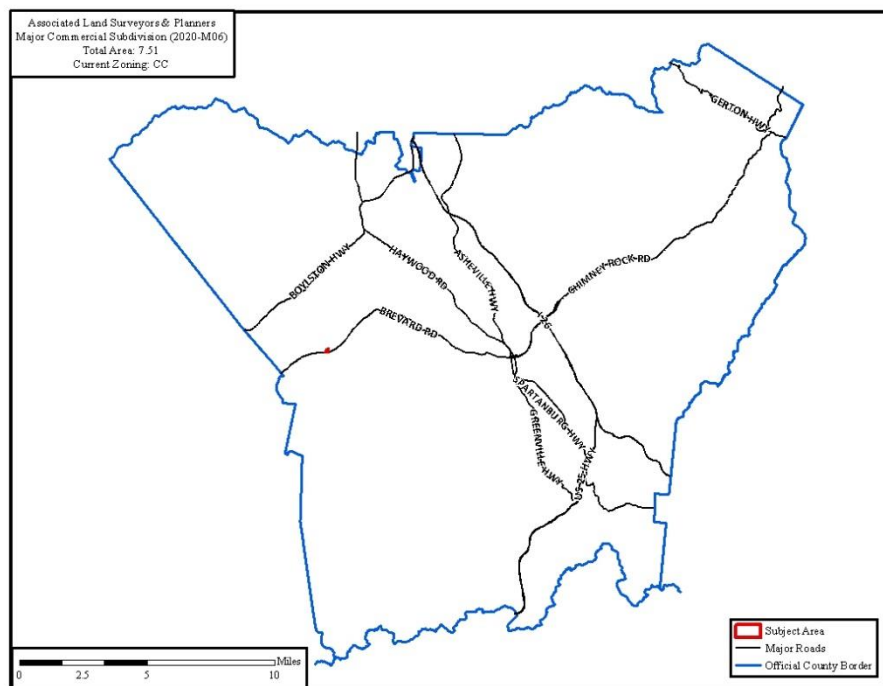 Associated Land Surveyors & Planners
Major Commercial Subdivision (2020-M06)
Total Area: 7.51
Current Zoning: CC
GERTON HWY
CHIMNEY ROCK RD
BOYLSTON HWY
HAYWOOD RD
ASHEVILLE HWY
I-26
BREVARD RD
SPARTANBURG HWY
GREENVILLE HWY
US 25 HWY
Subject Area
Major Roads
Official County Border
Miles
0 2.5 5 10